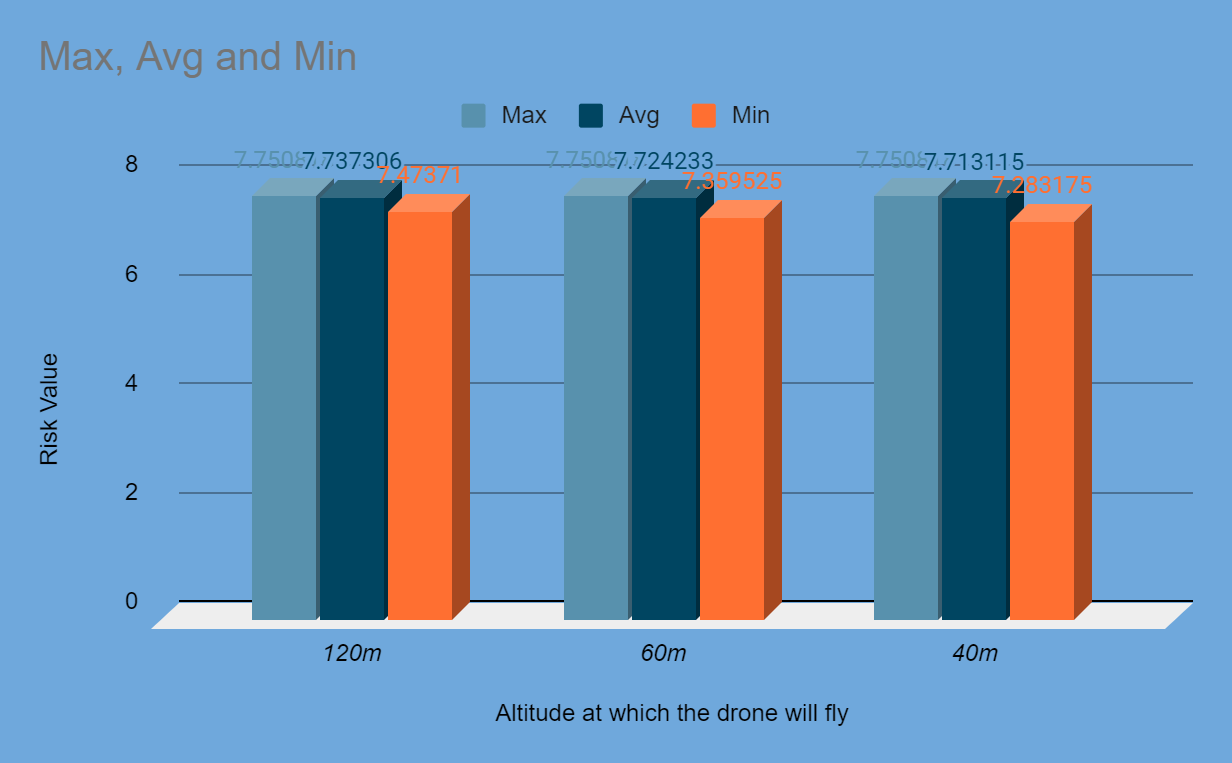 Max, Avg and Min
Max Avg Min
7.737306
7.47371
7.724233
7.359525
7.713115
7.283175
8
6
4
2
0
Risk Value
120m 60m 40m
Altitude at which the drone will fly